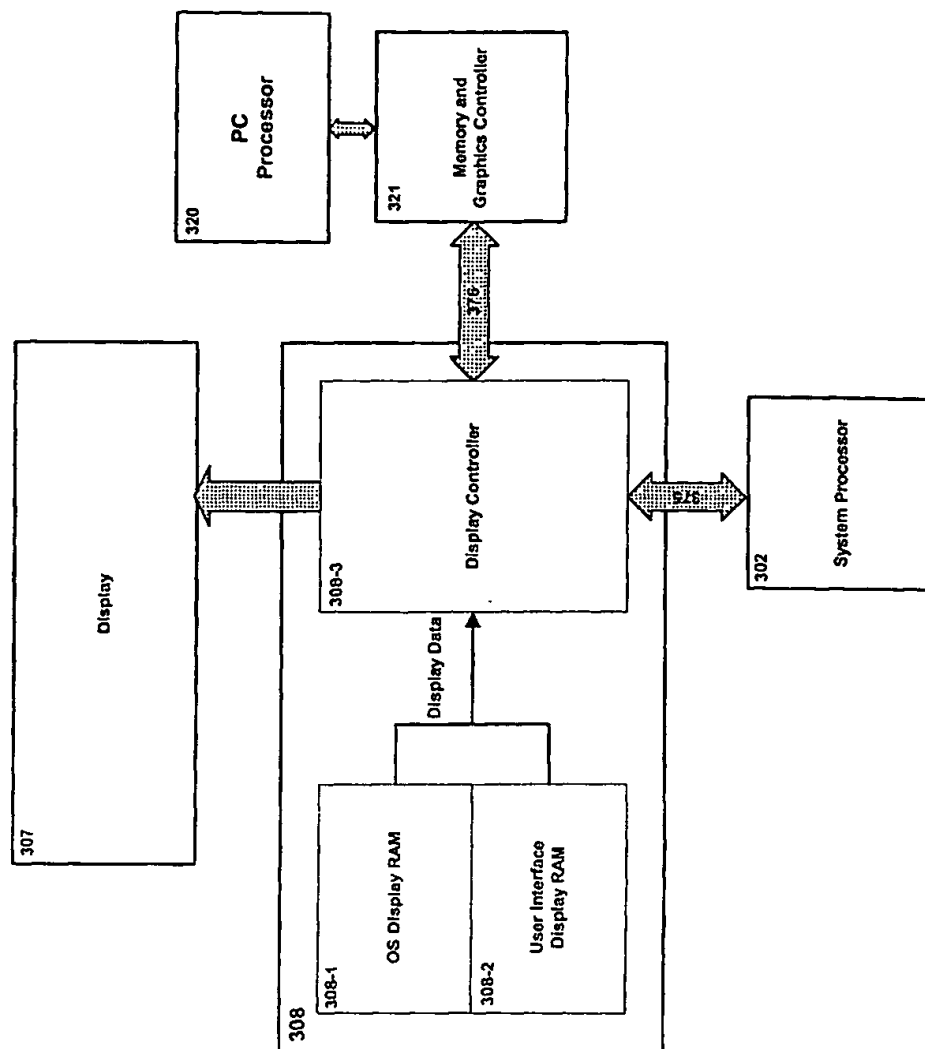 307
Display
308
308-1
OS Display RAM
308-2
User Interface
Display RAM
Display Data
308-3
Display Controller
376
375
302
System Processor
320
PC
Processor
321
Memory and
Graphics Controller